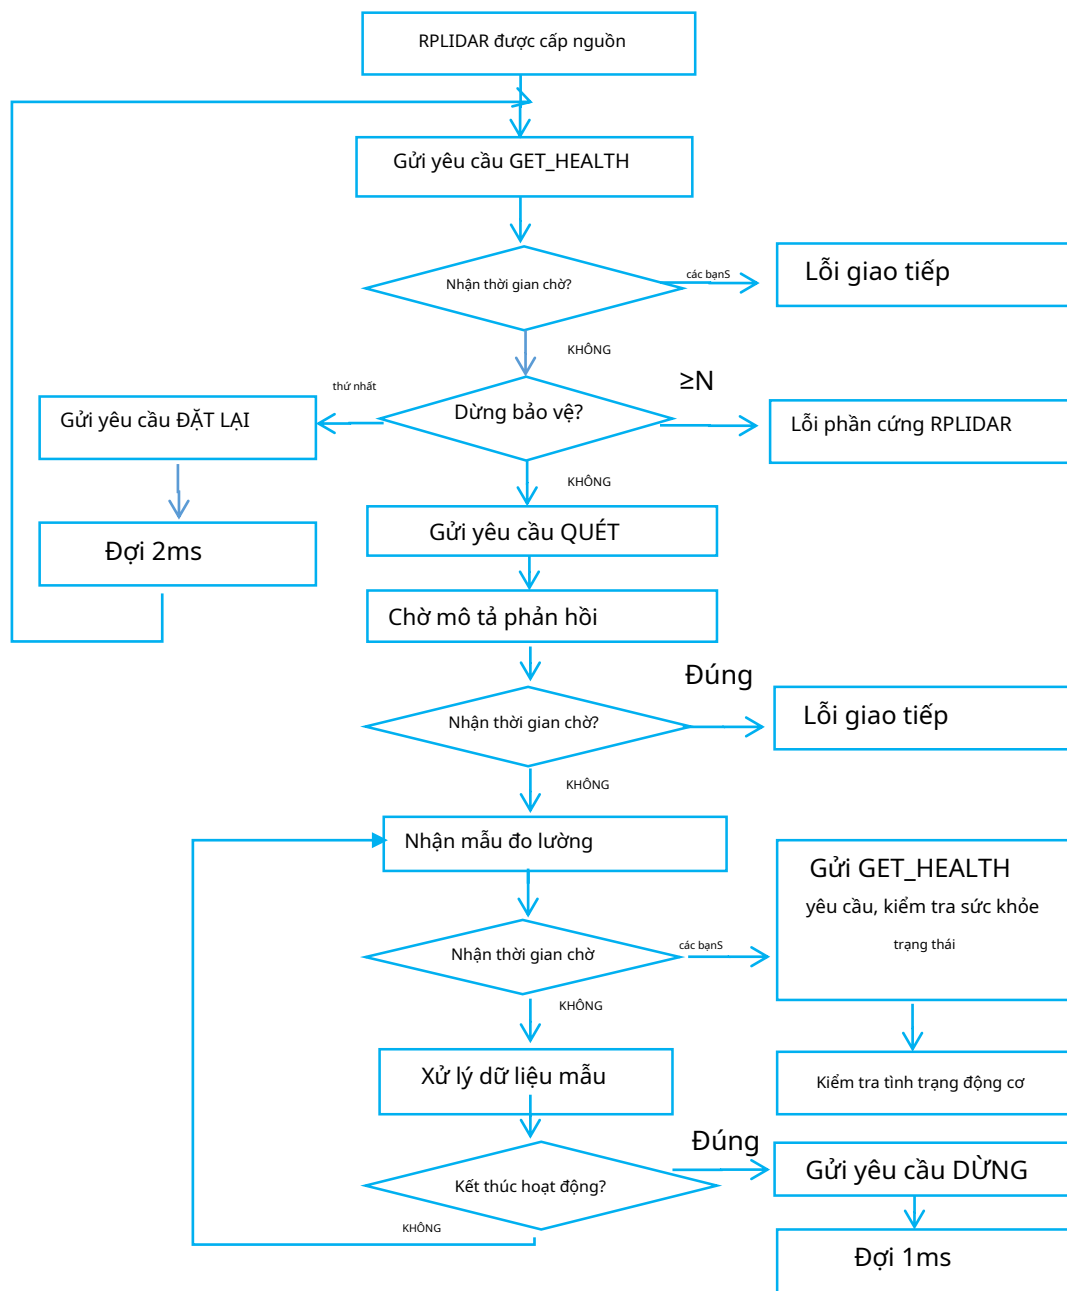 RPLIDAR được cấp nguồn
Gửi yêu cầu GET_HEALTH
Nhận thời gian chờ?
các bạnS
Lỗi giao tiếp
KHÔNG
thứ nhất
≥N
Gửi yêu cầu ĐẶT LẠI
Dừng bảo vệ?
Lỗi phần cứng RPLIDAR
KHÔNG
Gửi yêu cầu QUÉT
Đợi 2ms
Chờ mô tả phản hồi
Đúng
Nhận thời gian chờ?
Lỗi giao tiếp
KHÔNG
Nhận mẫu đo lường
Gửi GET_HEALTH
yêu cầu, kiểm tra sức khỏe
trạng thái
Nhận thời gian chờ
các bạnS
KHÔNG
Xử lý dữ liệu mẫu
Kiểm tra tình trạng động cơ
Đúng
Kết thúc hoạt động?
Gửi yêu cầu DỪNG
KHÔNG
Đợi 1ms